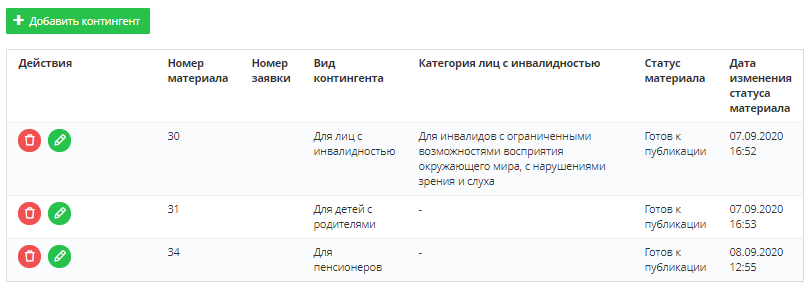 Добавить контингент
Действия
Номер материала
Номер заявки
Вид контингента
Категория лиц с инвалидностью
Статус материала
Дата изменения статуса материала
30
Для лиц с инвалидностью
Для инвалидов с ограниченными
возможностями восприятия
окружающего мира, с нарушениями
зрения и слуха
Готов к публикации
07.09.2020 16:52
31
Для детей с родителями
-
Готов к публикации
07.09.2020 16:53
34
Для пенсионеров
-
Готов к публикации
08.09.2020 12:55